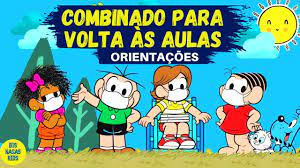 COMBINADO PARA
VOLTA ÀS AULAS
ORIENTAÇÕES